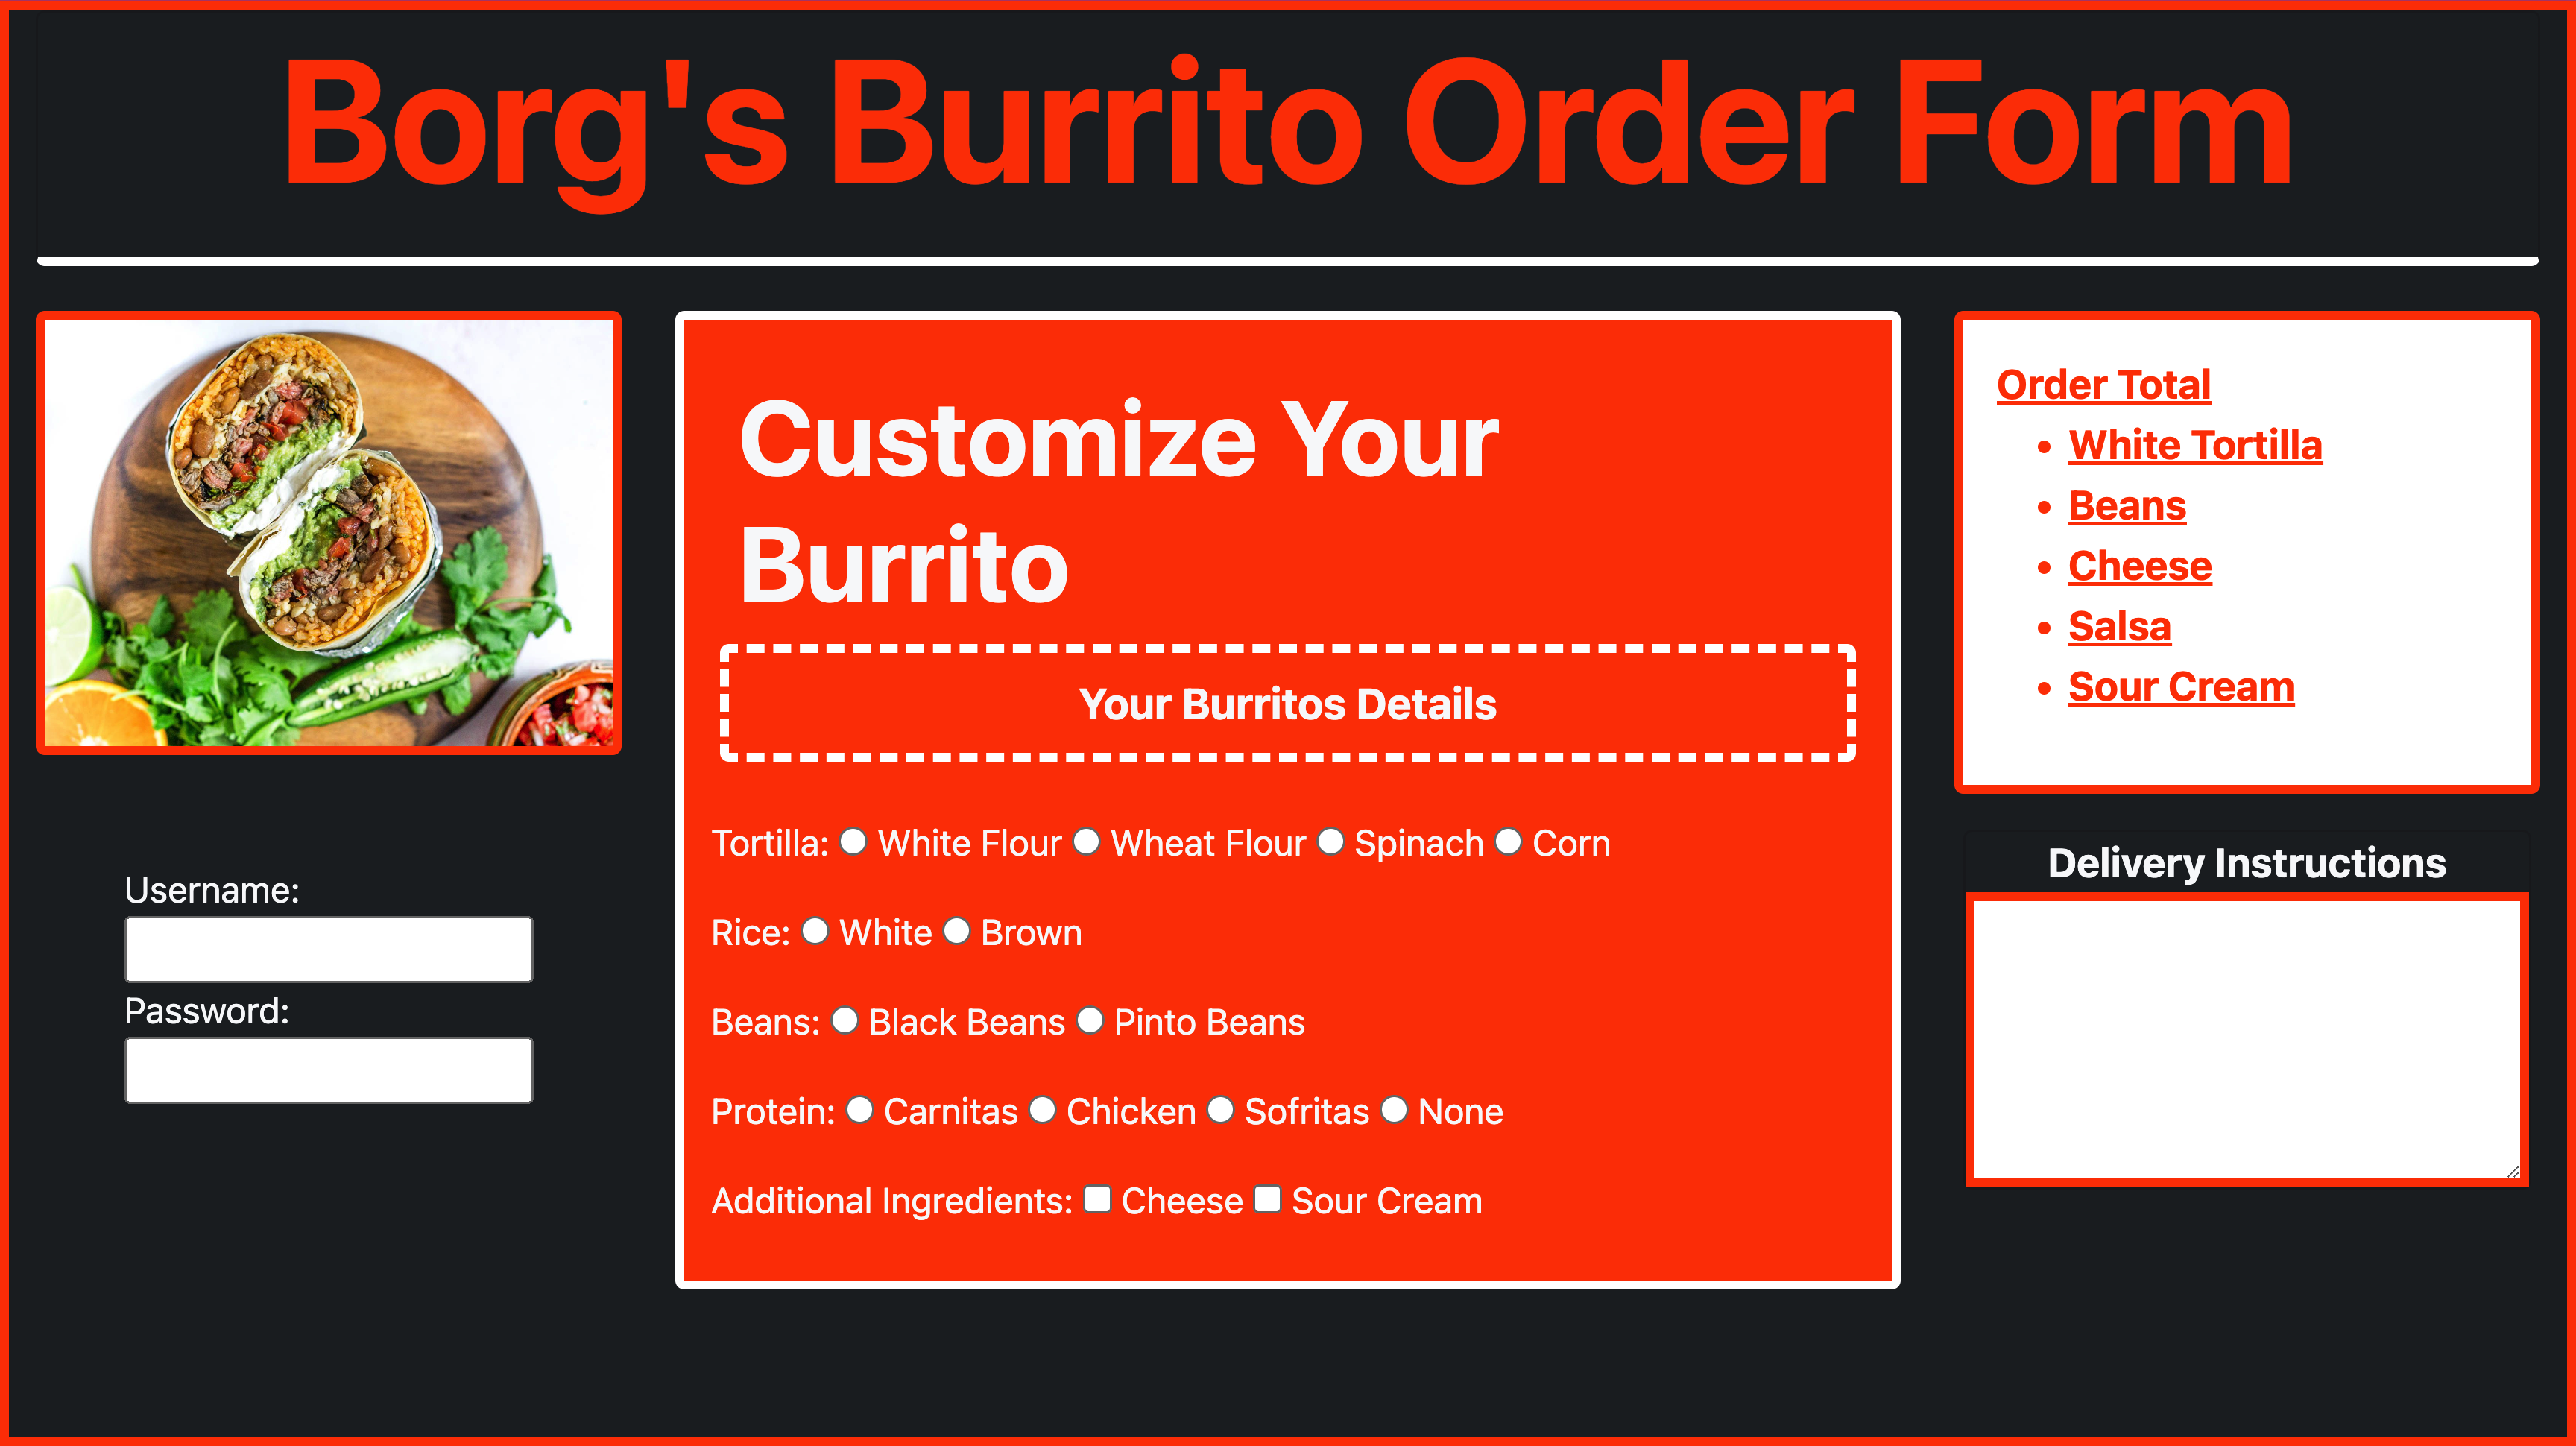 Borg's Burrito Order Form
Username:
Password:
Customize Your
Burrito
Your Burritos Details
Tortilla: White Flour Wheat Flour Spinach Corn
Rice: White Brown
Beans: Black Beans Pinto Beans
Protein: Carnitas Chicken Sofritas None
Additional Ingredients: Cheese Sour Cream
Order Total
White Tortilla
Beans
Cheese
Salsa
Sour Cream
Delivery Instructions